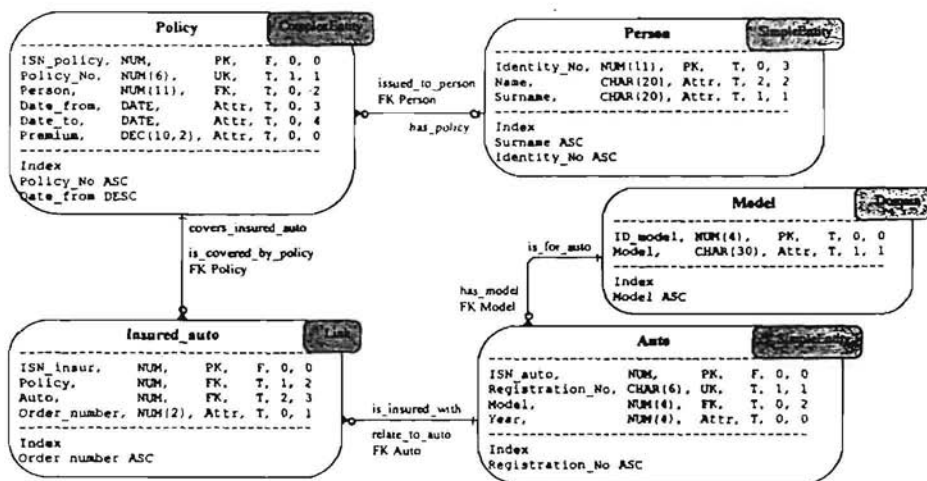 Policy
ComplexEntity
ISN_policy, NUM, PK, F, 0, 0
Policy_No, NUM(6), UK, T, 1, 1
Person, NUM(11), FK, T, 0, 2
Date_from, DATE, Attr, T, 0, 3
Date_to, DATE, Attr, T, 0, 4
Premium, DEC(10,2), Attr, T, 0, 0
Index
Policy_No ASC
Date_from DESC
issued_to_person
FK Person
has_policy
Person
SimpleEntity
Identity_No, NUM(11), PK, T, 0, 3
Name, CHAR(20), Attr, T, 2, 2
Surname, CHAR(20), Attr, T, 1, 1
Index
Surname ASC
Identity_No ASC
covers_insured_auto
is_covered_by_policy
FK Policy
Model
Domain
ID_model, NUM(4), PK, T, 0, 0
Model, CHAR(30), Attr, T, 1, 1
Index
Model ASC
is_for_auto
has_model
FK Model
Insured_auto
Link
ISN_insur, NUM, PK, F, 0, 0
Policy, NUM, FK, T, 1, 2
Auto, NUM, FK, T, 2, 3
Order_number, NUM(2), Attr, T, 0, 1
Index
Order number ASC
is_insured_with
relate_to_auto
FK Auto
Auto
SimpleEntity
ISN_auto, NUM, PK, F, 0, 0
Registration_No, CHAR(6), UK, T, 1, 1
Model, NUM(4), FK, T, 0, 2
Year, NUM(4), Attr, T, 0, 0
Index
Registration_No ASC